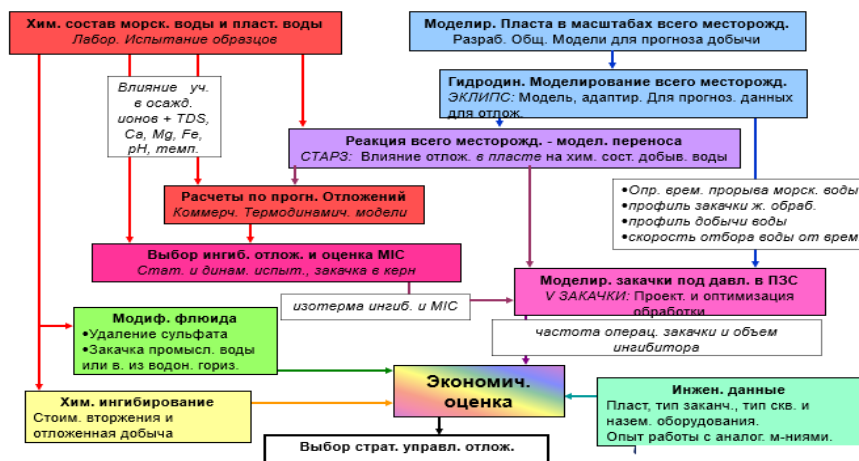 Хим. состав морск. воды и пласт. воды
Лабор. Испытание образцов
Моделир. Пласта в масштабах всего месторожд.
Разраб. Общ. Модели для прогноза добычи
Влияние уч.
в осажд.
ионов + TDS,
Ca, Mg, Fe,
pH, темп.
Гидродин. Моделирование всего месторожд.
ЭКЛИПС: Модель, адаптир. Для прогноз. данных
для отлож.
Реакция всего месторожд. - модел. переноса
СТАРЗ: Влияние отлож. в пласте на хим. сост. добыв. воды
Расчеты по прогн. Отложений
Коммерч. Термодинамич. модели
•Опр. врем. прорыва морск. воды
•профиль закачки ж. обраб.
•профиль добычи воды
•скорость отбора воды от врем
Выбор ингиб. отлож. и оценка MIC
Стат. и динам. испыт., закачка в керн
Моделир. закачки под давл. в ПЗС
V ЗАКАЧКИ: Проект. и оптимизация
обработки
изотерма ингиб. и MIC
Модиф. флюида
•Удаление сульфата
•Закачка промысл. воды
или в. из водон. гориз.
частота операц. закачки и объем
ингибитора
Экономич.
оценка
Хим. ингибирование
Стоим. вторжения и
отложенная добыча
Инжен. данные
Пласт, тип заканч., тип скв. и
назем. оборудования.
Опыт работы с аналог. м-ниями.
Выбор страт. управл. отлож.